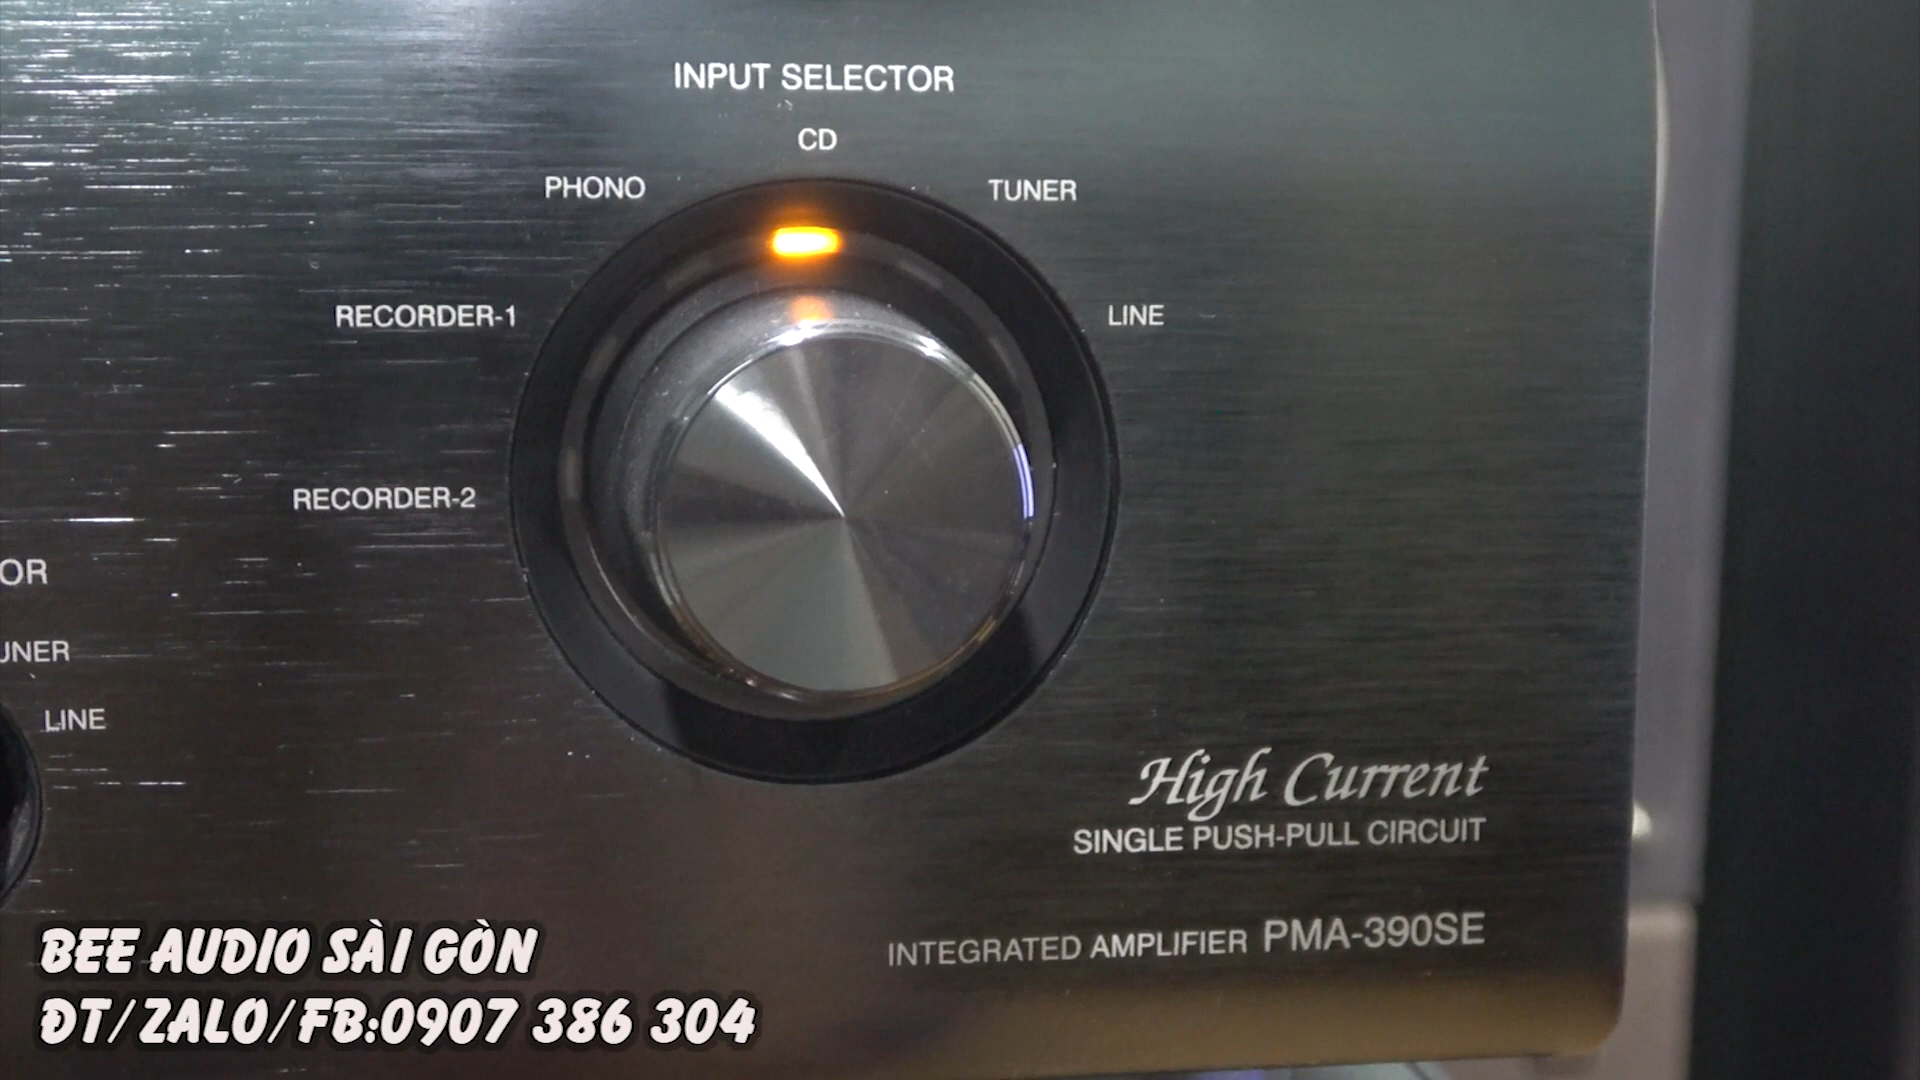 INPUT SELECTOR
CD
PHONO
TUNER
RECORDER-1
LINE
RECORDER-2
OR
UNER
LINE
High Current
SINGLE PUSH-PULL CIRCUIT
INTEGRATED AMPLIFIER PMA-390SE
BEE AUDIO SÀI GÒN
ĐT/ZALO/FB:0907 386 304